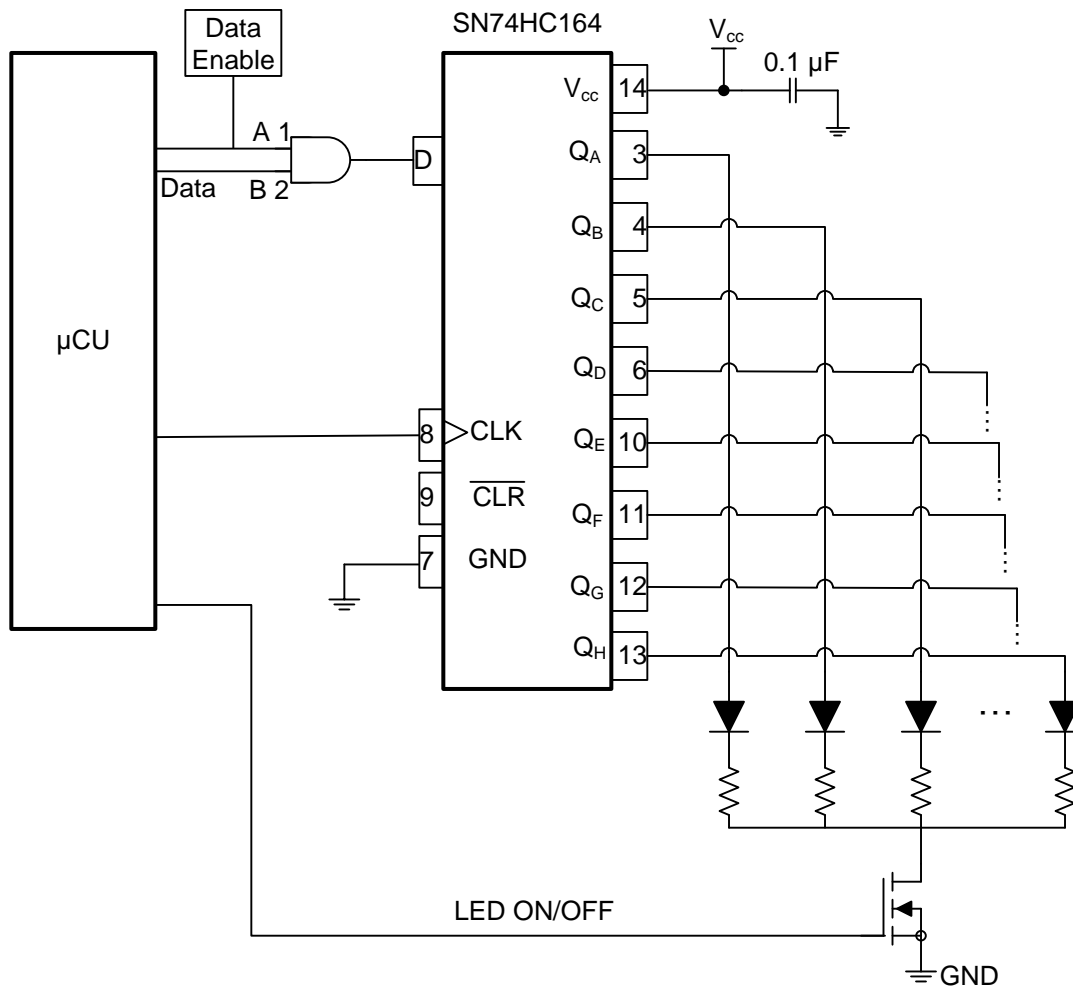 SN74HC164
Data
Enable
Vcc
0.1 µF
Vcc 14
A 1
QA 3
D
Data
B 2
QB 4
QC 5
µCU
QD 6
8 CLK
QE 10
9 CLR
QF 11
7 GND
QG 12
QH 13
...
LED ON/OFF
GND